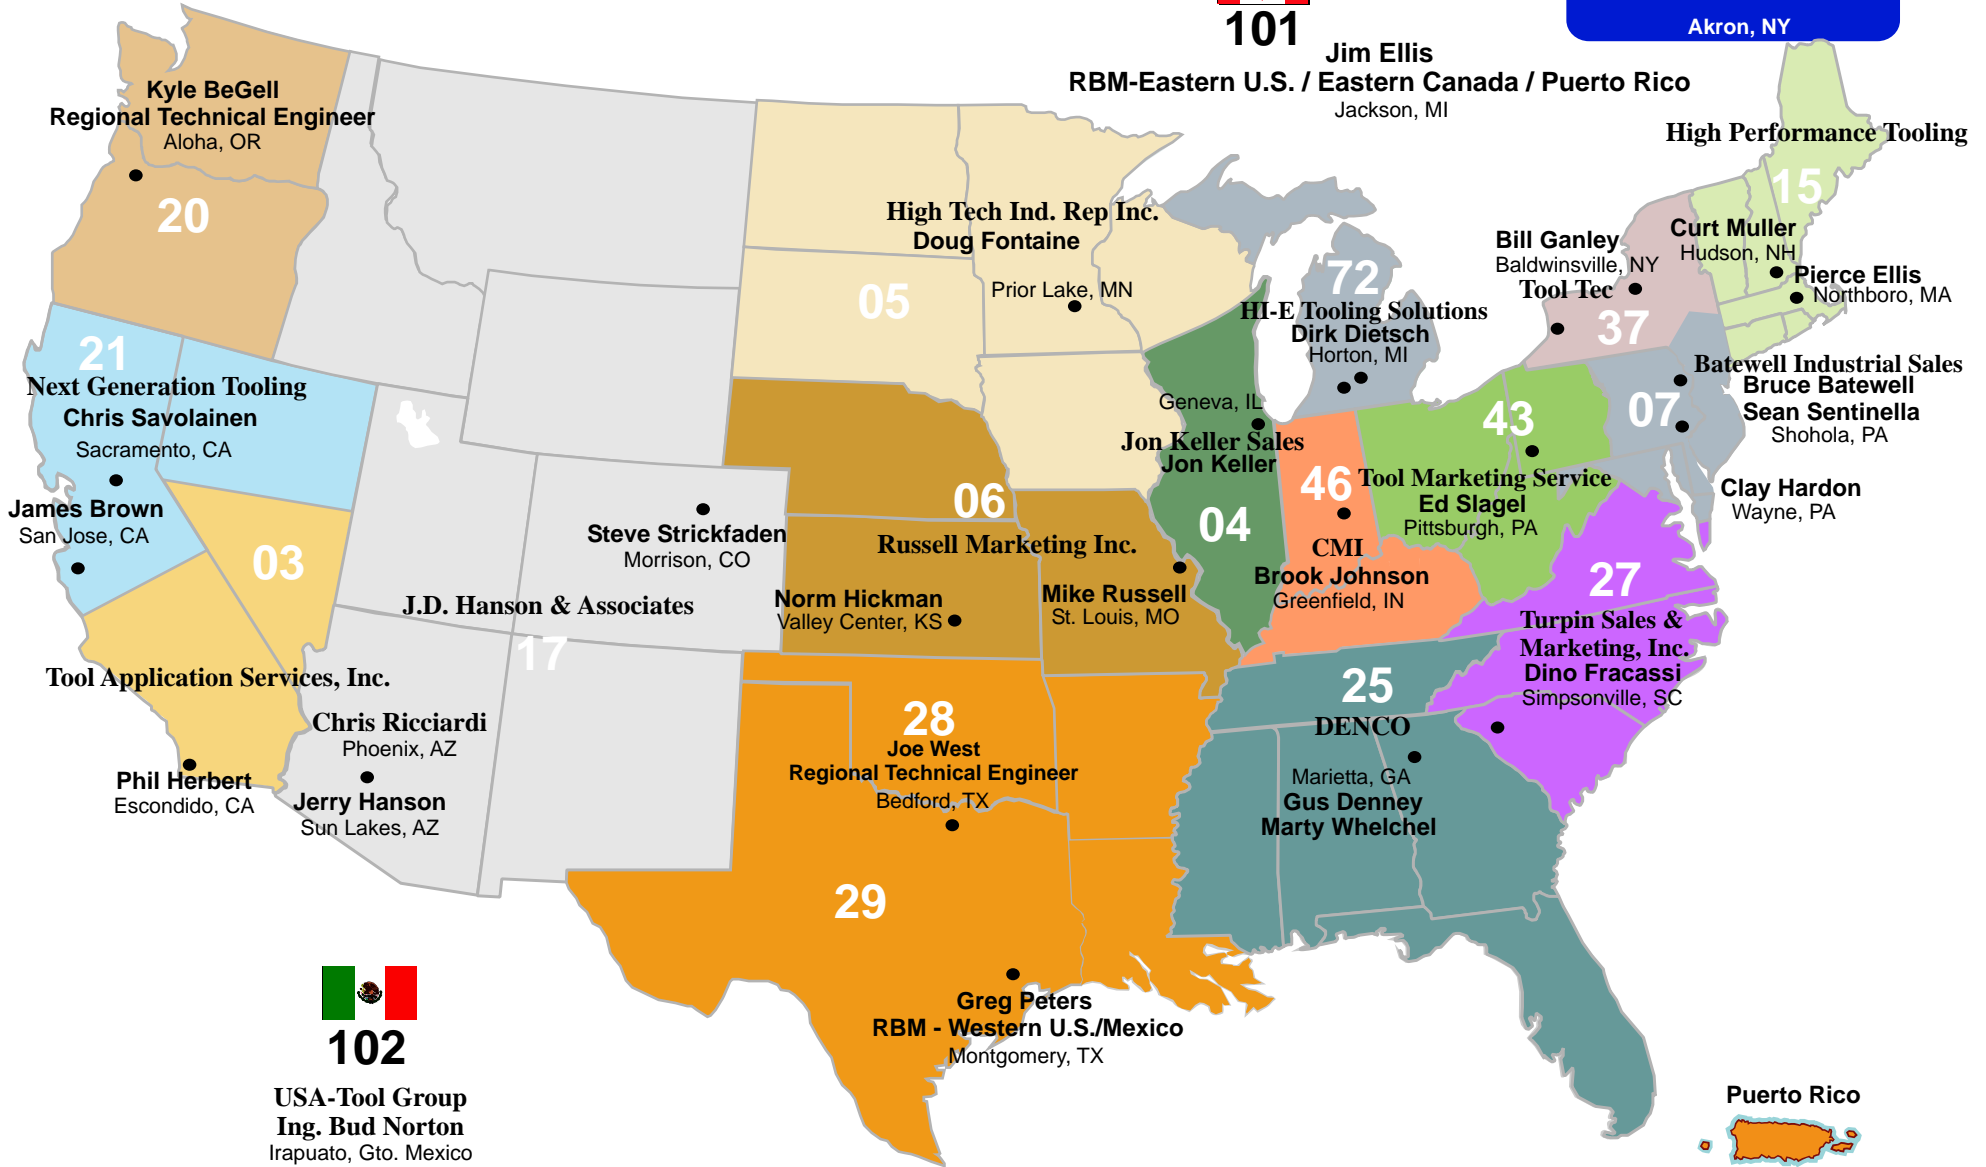 101
Akron, NY
Jim Ellis
RBM-Eastern U.S. / Eastern Canada / Puerto Rico
Jackson, MI
Kyle BeGell
Regional Technical Engineer
Aloha, OR
20
High Performance Tooling
15
High Tech Ind. Rep Inc.
Doug Fontaine
Prior Lake, MN
05
Curt Muller
Hudson, NH
Pierce Ellis
Northboro, MA
Bill Ganley
Baldwinsville, NY
Tool Tec
37
72
HI-E Tooling Solutions
Dirk Dietsch
Horton, MI
21
Next Generation Tooling
Chris Savolainen
Sacramento, CA
James Brown
San Jose, CA
Batewell Industrial Sales
Bruce Batewell
Sean Sentinella
Shohola, PA
07
Clay Hardon
Wayne, PA
Geneva, IL
Jon Keller Sales
Jon Keller
04
43
Tool Marketing Service
Ed Slagel
Pittsburgh, PA
46
CMI
Brook Johnson
Greenfield, IN
06
Russell Marketing Inc.
Norm Hickman
Valley Center, KS
Mike Russell
St. Louis, MO
Steve Strickfaden
Morrison, CO
J.D. Hanson & Associates
17
03
Tool Application Services, Inc.
Phil Herbert
Escondido, CA
Chris Ricciardi
Phoenix, AZ
Jerry Hanson
Sun Lakes, AZ
27
Turpin Sales &
Marketing, Inc.
Dino Fracassi
Simpsonville, SC
25
DENCO
Marietta, GA
Gus Denney
Marty Whelchel
28
Joe West
Regional Technical Engineer
Bedford, TX
29
Greg Peters
RBM - Western U.S./Mexico
Montgomery, TX
102
USA-Tool Group
Ing. Bud Norton
Irapuato, Gto. Mexico
Puerto Rico